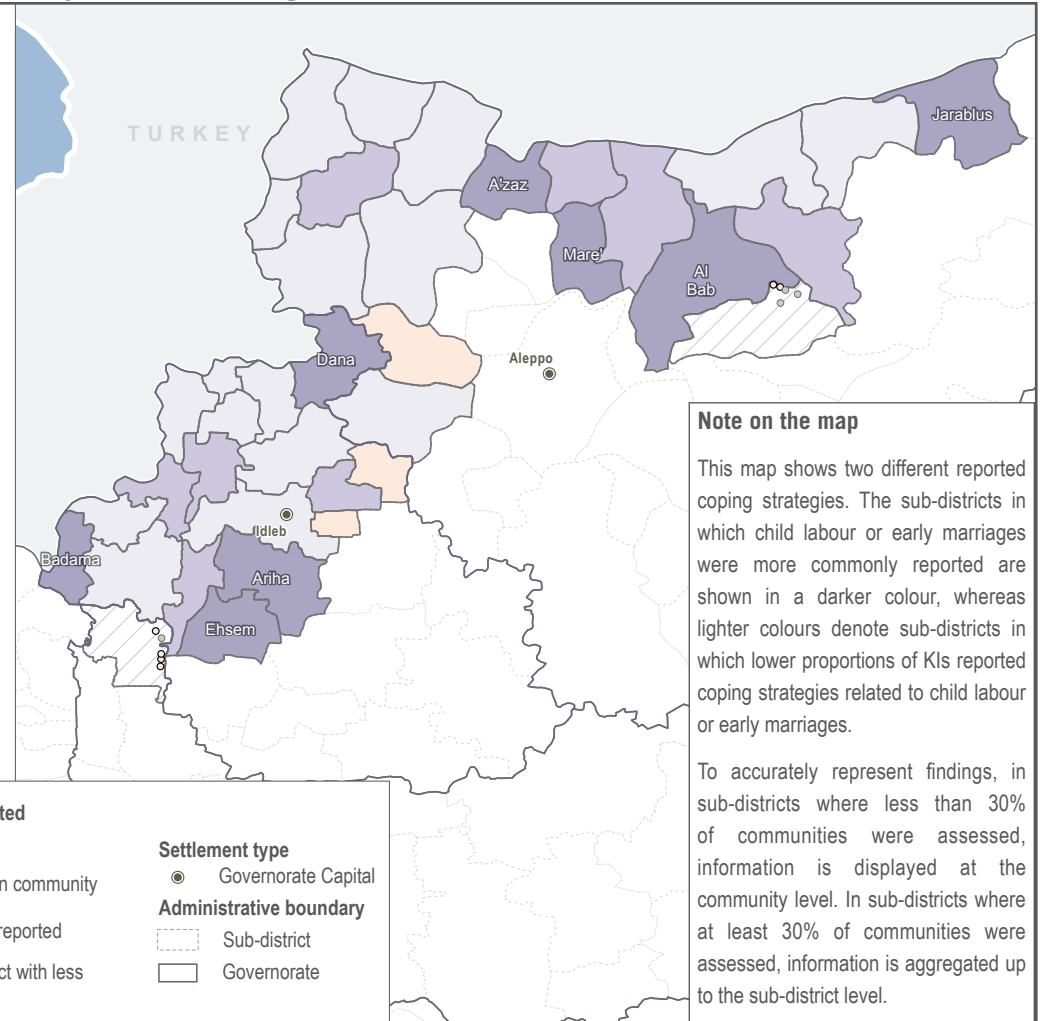 TURKEY
Jarablus
A'zaz
Mare'
Al
Bab
Dana
Aleppo
Idleb
Badama
Ariha
Ehsem
Note on the map
This map shows two different reported
coping strategies. The sub-districts in
which child labour or early marriages
were more commonly reported are
shown in a darker colour, whereas
lighter colours denote sub-districts in
which lower proportions of KIs reported
coping strategies related to child labour
or early marriages.
To accurately represent findings, in
sub-districts where less than 30%
of communities were assessed,
information is displayed at the
community level. In sub-districts where
at least 30% of communities were
assessed, information is aggregated up
to the sub-district level.
ted
n community
reported
ct with less
Settlement type
Governorate Capital
Administrative boundary
Sub-district
Governorate